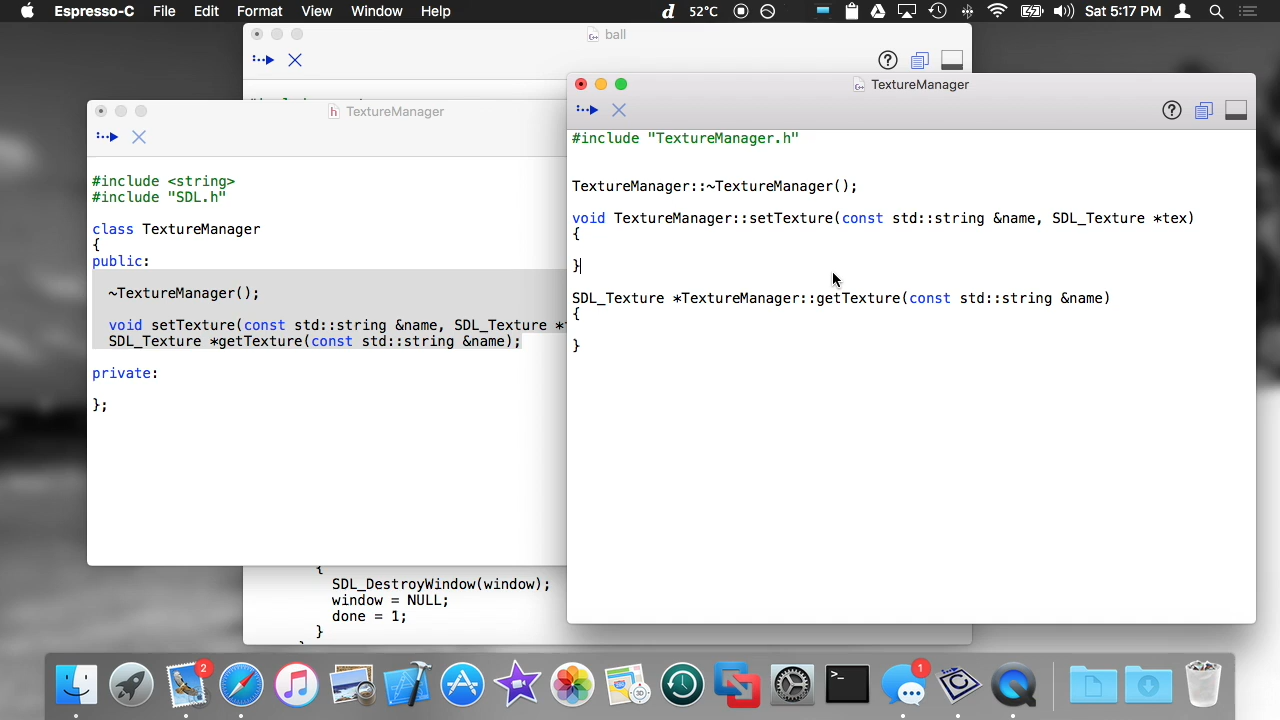 Espresso-C File Edit Format View Window Help
52°C Sat 5:17 PM
ball
TextureManager
#include <string>
#include "SDL.h"
class TextureManager
{
public:
~TextureManager();
void setTexture(const std::string &name, SDL_Texture *
SDL_Texture *getTexture(const std::string &name);
private:
};
{
SDL_DestroyWindow(window);
window = NULL;
done = 1;
}
TextureManager
#include "TextureManager.h"
TextureManager::~TextureManager();
void TextureManager::setTexture(const std::string &name, SDL_Texture *tex)
{
}
SDL_Texture *TextureManager::getTexture(const std::string &name)
{
}
2
1